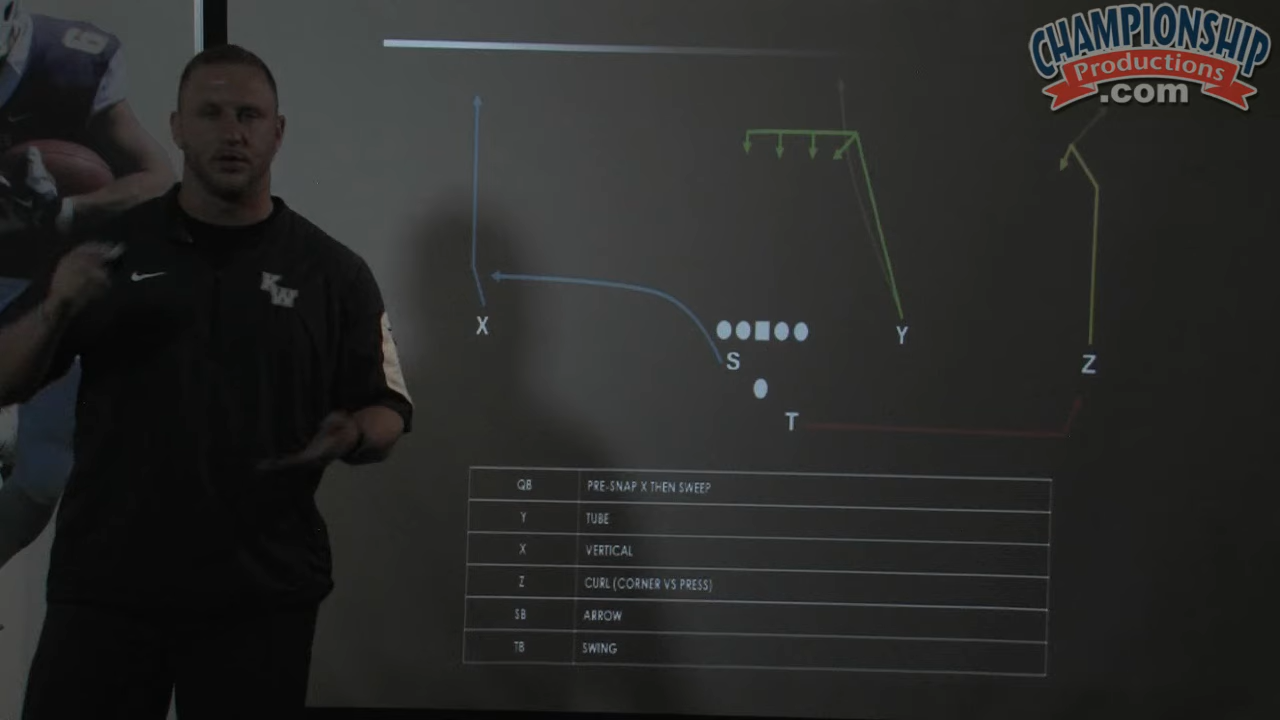 6
CHAMPIONSHIP
Productions
.com
KW
X
S
Y
Z
T
QB PRE-SNAP X THEN SWEEP
Y TUBE
X VERTICAL
Z CURL (CORNER VS PRESS)
SB ARROW
TB SWING